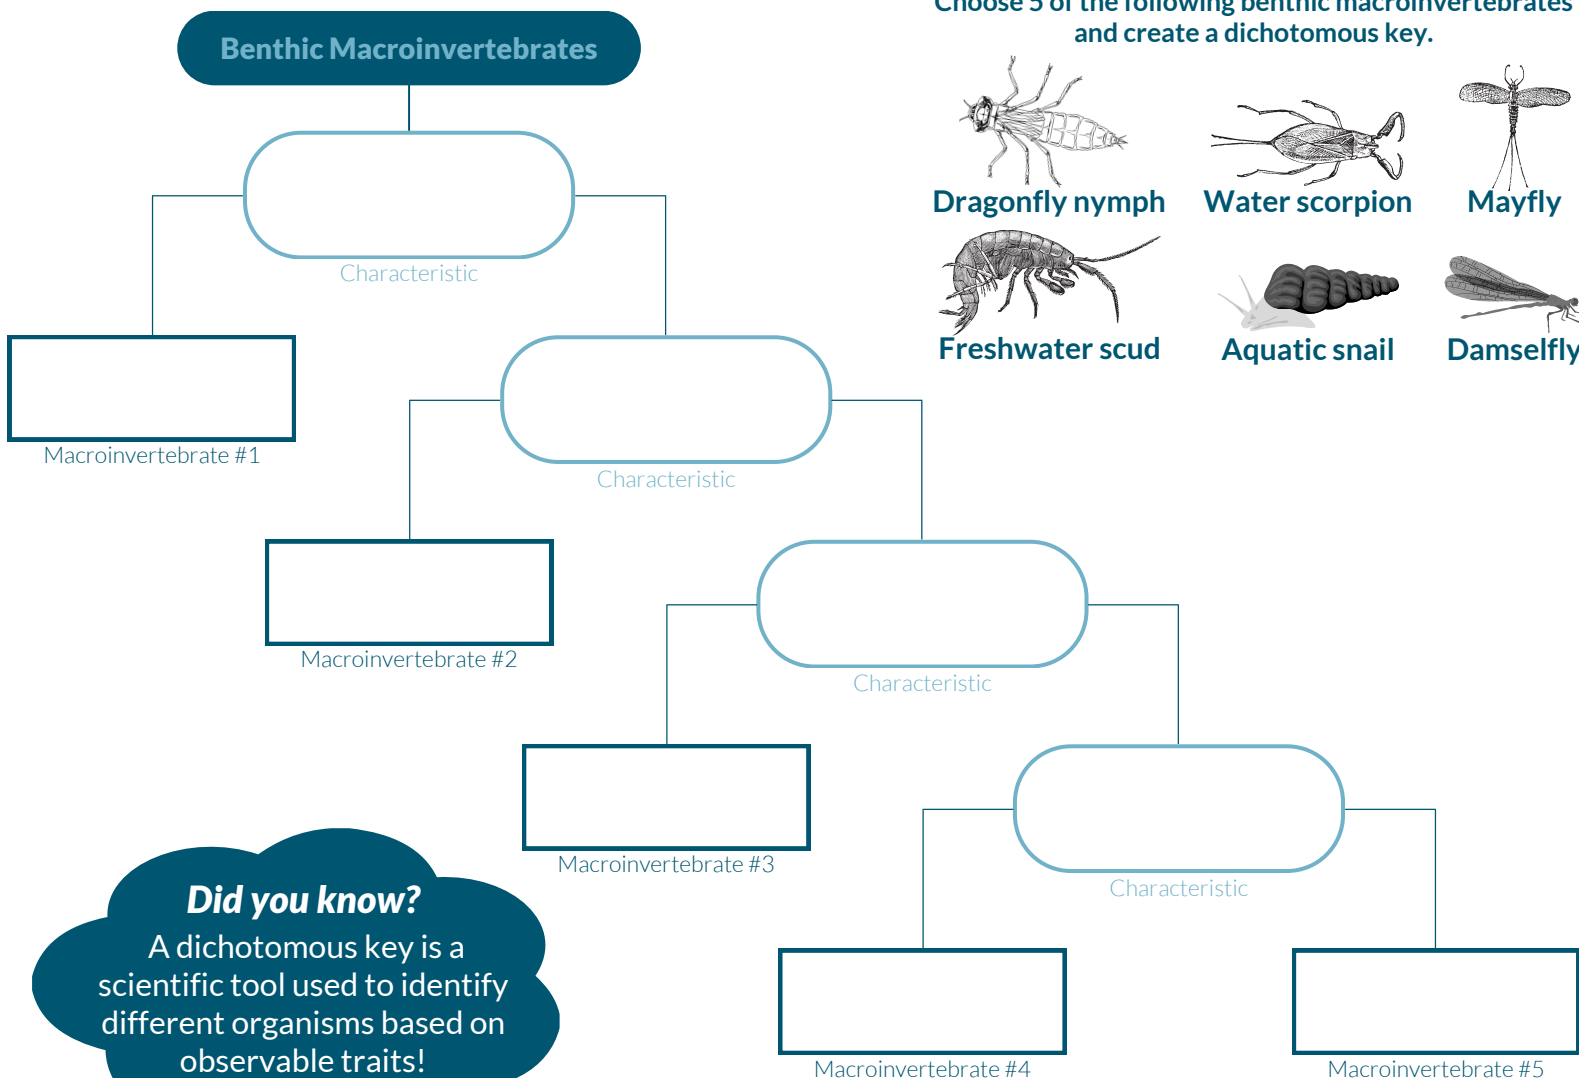 Benthic Macroinvertebrates
Choose 5 of the following benthic macroinvertebrates
and create a dichotomous key.
Dragonfly nymph
Water scorpion
Mayfly
Freshwater scud
Aquatic snail
Damselfly
Characteristic
Macroinvertebrate #1
Characteristic
Macroinvertebrate #2
Characteristic
Macroinvertebrate #3
Characteristic
Macroinvertebrate #4
Macroinvertebrate #5
Did you know?
A dichotomous key is a
scientific tool used to identify
different organisms based on
observable traits!